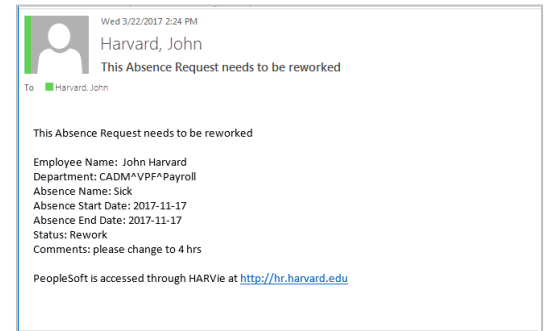 Wed 3/22/2017 2:24 PM
Harvard, John
This Absence Request needs to be reworked
To Harvard, John
This Absence Request needs to be reworked
Employee Name: John Harvard
Department: CADM^VPF^Payroll
Absence Name: Sick
Absence Start Date: 2017-11-17
Absence End Date: 2017-11-17
Status: Rework
Comments: please change to 4 hrs
PeopleSoft is accessed through HARVie at http://hr.harvard.edu